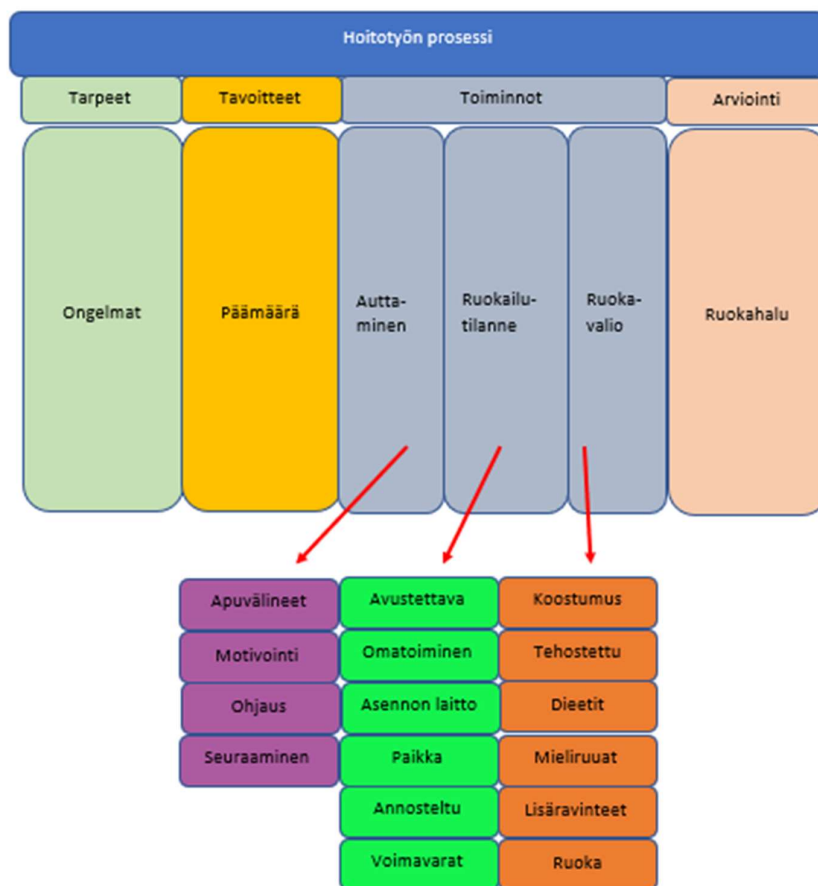 Hoitotyön prosessi
Tarpeet
Tavoitteet
Toiminnot
Arviointi
Ongelmat
Päämäärä
Autta-
minen
Ruokailu-
tilanne
Ruoka-
valio
Ruokahalu
Apuvälineet
Avustettava
Koostumus
Motivointi
Omatoiminen
Tehostettu
Ohjaus
Asennon laitto
Dieetit
Seuraaminen
Paikka
Mieliruuat
Annosteltu
Lisäravinteet
Voimavarat
Ruoka